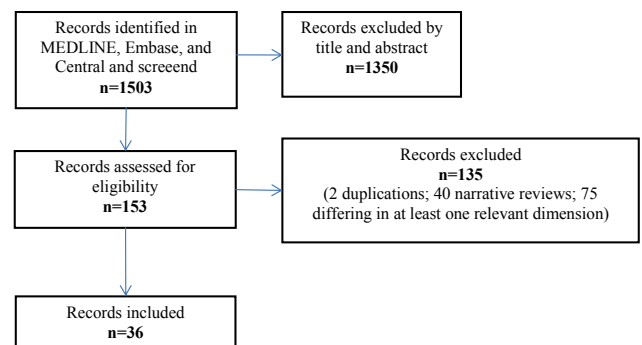 Records identified in
MEDLINE, Embase, and
Central and screeend
n=1503
Records excluded by
title and abstract
n=1350
Records assessed for
eligibility
n=153
Records excluded
n=135
(2 duplications; 40 narrative reviews; 75
differing in at least one relevant dimension)
Records included
n=36